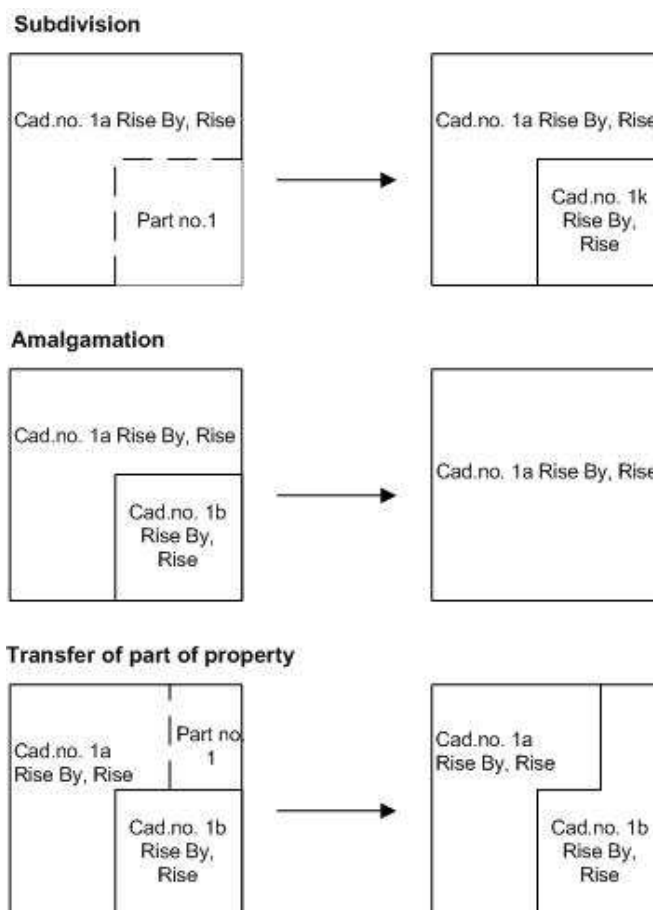 Subdivision
Cad.no. 1a Rise By, Rise
Part no.1
Cad.no. 1a Rise By, Rise
Cad.no. 1k
Rise By,
Rise
Amalgamation
Cad.no. 1a Rise By, Rise
Cad.no. 1b
Rise By,
Rise
Cad.no. 1a Rise By, Rise
Transfer of part of property
Cad.no. 1a
Rise By, Rise
Part no.
1
Cad.no. 1b
Rise By,
Rise
Cad.no. 1a
Rise By, Rise
Cad.no. 1b
Rise By,
Rise